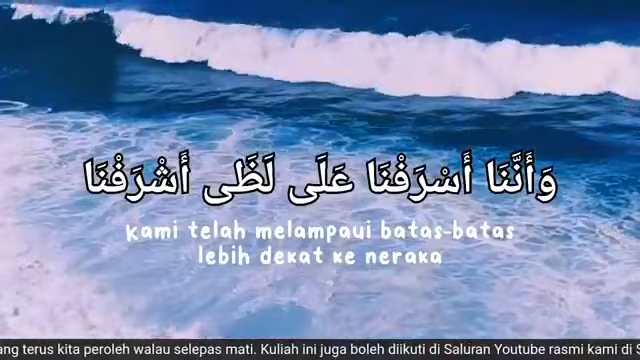 وَأَنَّنَا أَسْرَفْنَا عَلَى لَظَى أَشْرَفْنَا
Kami telah melampaui batas-batas
lebih dekat ke neraka
ang terus kita peroleh walau selepas mati. Kuliah ini juga boleh diikuti di Saluran Youtube rasmi kami di S